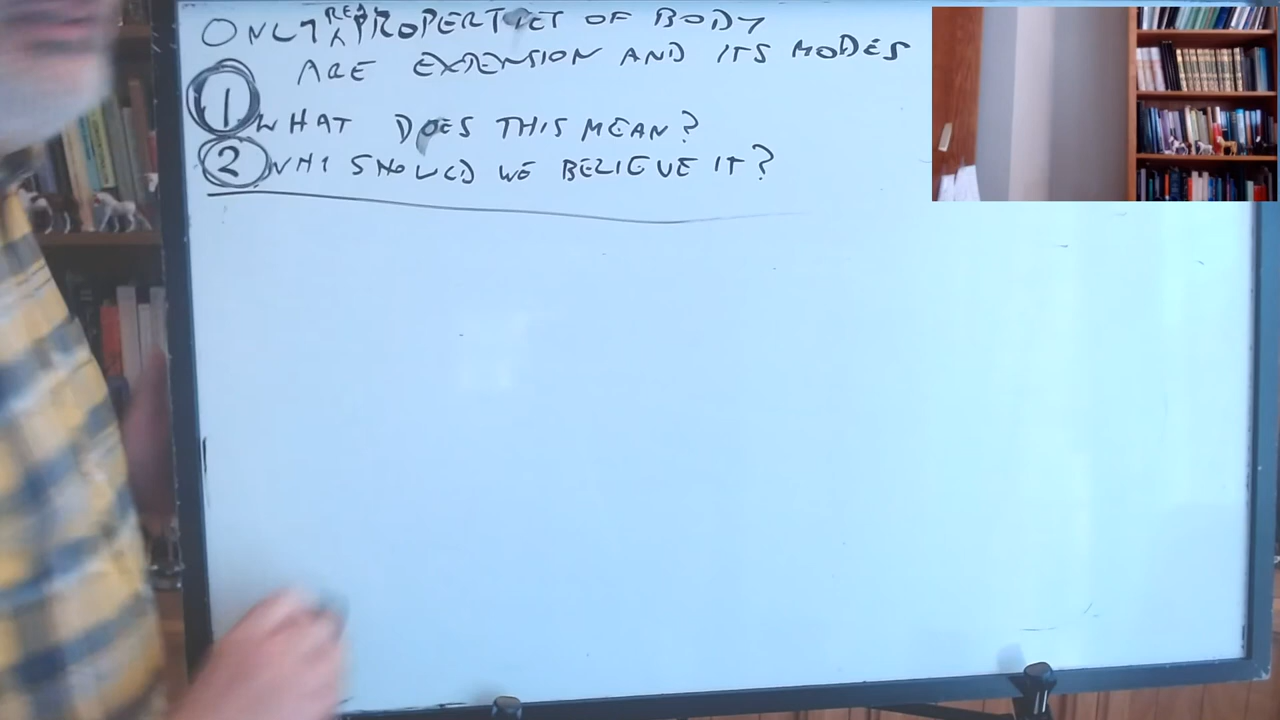 ONLY REAL PROPERTIES OF BODY
ARE EXTENSION AND ITS MODES
1 WHAT DOES THIS MEAN?
2 WHY SHOULD WE BELIEVE IT?